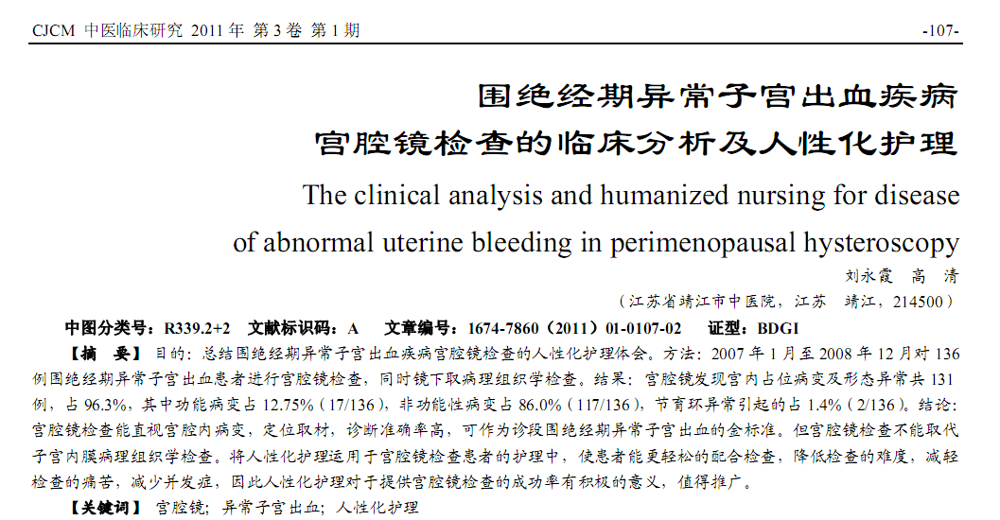 CJCM 中医临床研究 2011 年 第 3 卷 第 1 期 -107-
围绝经期异常子宫出血疾病
宫腔镜检查的临床分析及人性化护理
The clinical analysis and humanized nursing for disease
of abnormal uterine bleeding in perimenopausal hysteroscopy
刘永霞 高 清
（江苏省靖江市中医院，江苏 靖江，214500）
中图分类号：R339.2+2 文献标识码：A 文章编号：1674-7860（2011）01-0107-02 证型：BDGI
【摘 要】目的：总结围绝经期异常子宫出血疾病宫腔镜检查的人性化护理体会。方法：2007 年 1 月至 2008 年 12 月对 136
例围绝经期异常子宫出血患者进行宫腔镜检查，同时镜下取病理组织学检查。结果：宫腔镜发现宫内占位病变及形态异常共 131
例，占 96.3%，其中功能病变占 12.75%（17/136），非功能性病变占 86.0%（117/136），节育环异常引起的占 1.4%（2/136）。结论：
宫腔镜检查能直视宫腔内病变，定位取材，诊断准确率高，可作为诊段围绝经期异常子宫出血的金标准。但宫腔镜检查不能取代
子宫内膜病理组织学检查。将人性化护理运用于宫腔镜检查患者的护理中，使患者能更轻松的配合检查，降低检查的难度，减轻
检查的痛苦，减少并发症，因此人性化护理对于提供宫腔镜检查的成功率有积极的意义，值得推广。
【关键词】宫腔镜；异常子宫出血；人性化护理